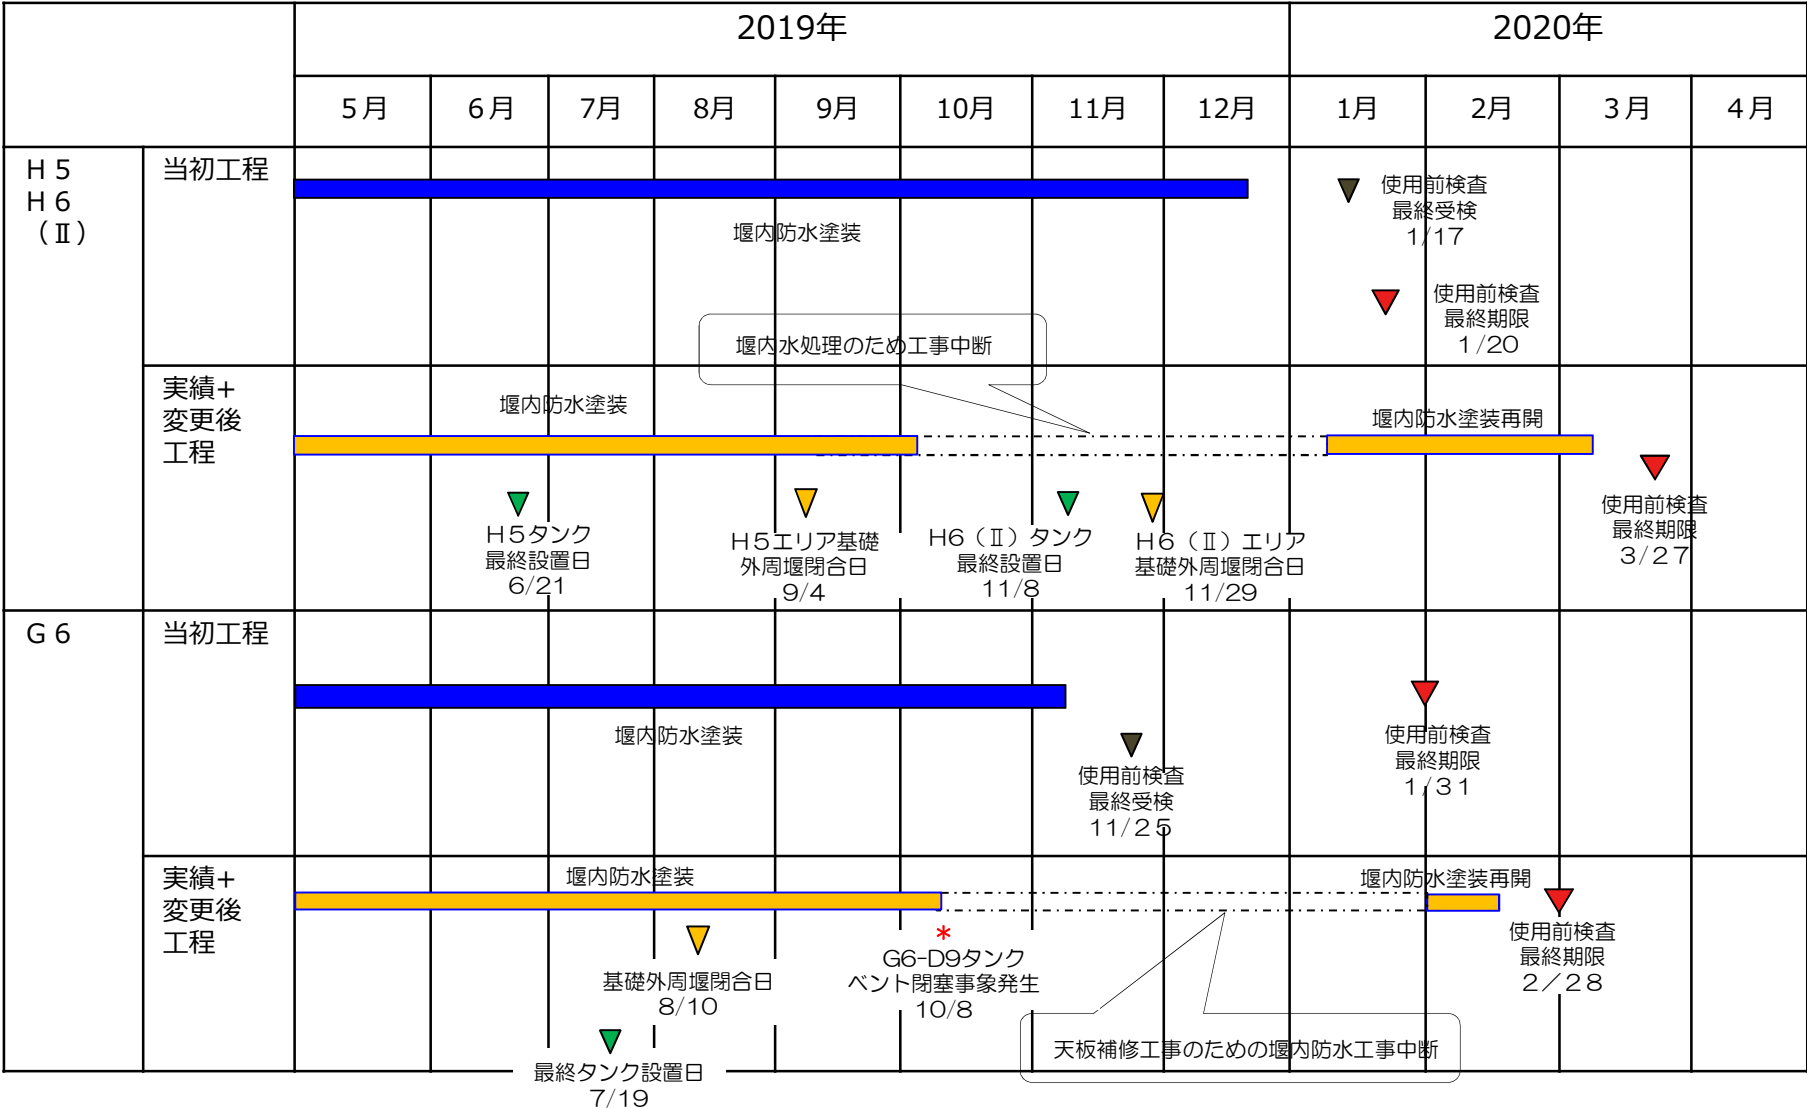 2019年
2020年
5月
6月
7月
8月
9月
10月
11月
12月
1月
2月
3月
4月
H5
H6
(Ⅱ)
当初工程
堰内防水塗装
使用前検査
最終受検
1/17
使用前検査
最終期限
1/20
堰内水処理のため工事中断
実績+
変更後
工程
堰内防水塗装
堰内防水塗装再開
H5タンク
最終設置日
6/21
H5エリア基礎
外周堰閉合日
9/4
H6(Ⅱ)タンク
最終設置日
11/8
H6(Ⅱ)エリア
基礎外周堰閉合日
11/29
使用前検査
最終期限
3/27
G6
当初工程
堰内防水塗装
使用前検査
最終受検
11/25
使用前検査
最終期限
1/31
実績+
変更後
工程
堰内防水塗装
堰内防水塗装再開
基礎外周堰閉合日
8/10
*
G6-D9タンク
ベント閉塞事象発生
10/8
使用前検査
最終期限
2/28
天板補修工事のための堰内防水工事中断
最終タンク設置日
7/19